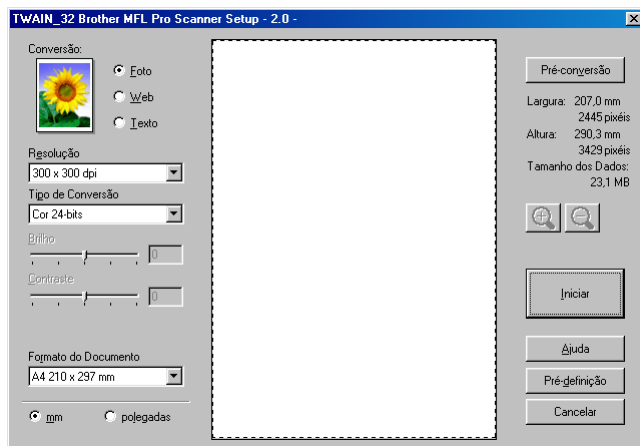 TWAIN_32 Brother MFL Pro Scanner Setup - 2.0 -
Conversão:
Foto
Web
Texto
Resolução
300 x 300 dpi
Tipo de Conversão
Cor 24-bits
Brilho
0
Contraste
0
Formato do Documento
A4 210 x 297 mm
mm
polegadas
Pré-conversão
Largura: 207,0 mm
2445 pixéis
Altura: 290,3 mm
3429 pixéis
Tamanho dos Dados:
23,1 MB
Iniciar
Ajuda
Pré-definição
Cancelar